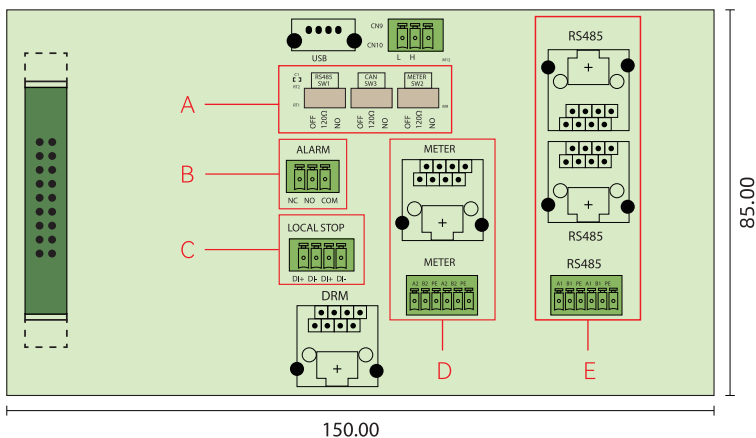 CN9
CN10
USB
L H
RS485
RS485
SW1
CAN
SW3
METER
SW2
OFF 120Ω NO
OFF 120Ω NO
OFF 120Ω NO
A
ALARM
NC NO COM
B
LOCAL STOP
DI+ DI- DI+ DI-
C
DRM
METER
METER
A2 B2 PE A2 B2 PE
D
RS485
RS485
A1 B1 PE A1 B1 PE
E
85.00
150.00